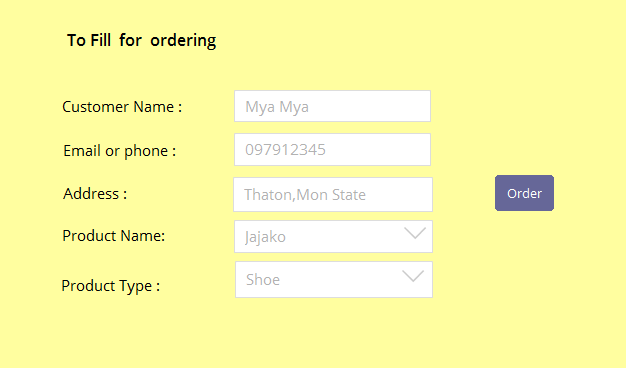 To Fill for ordering
Customer Name : Mya Mya
Email or phone : 097912345
Address : Thaton,Mon State
Order
Product Name: Jajako
Product Type : Shoe